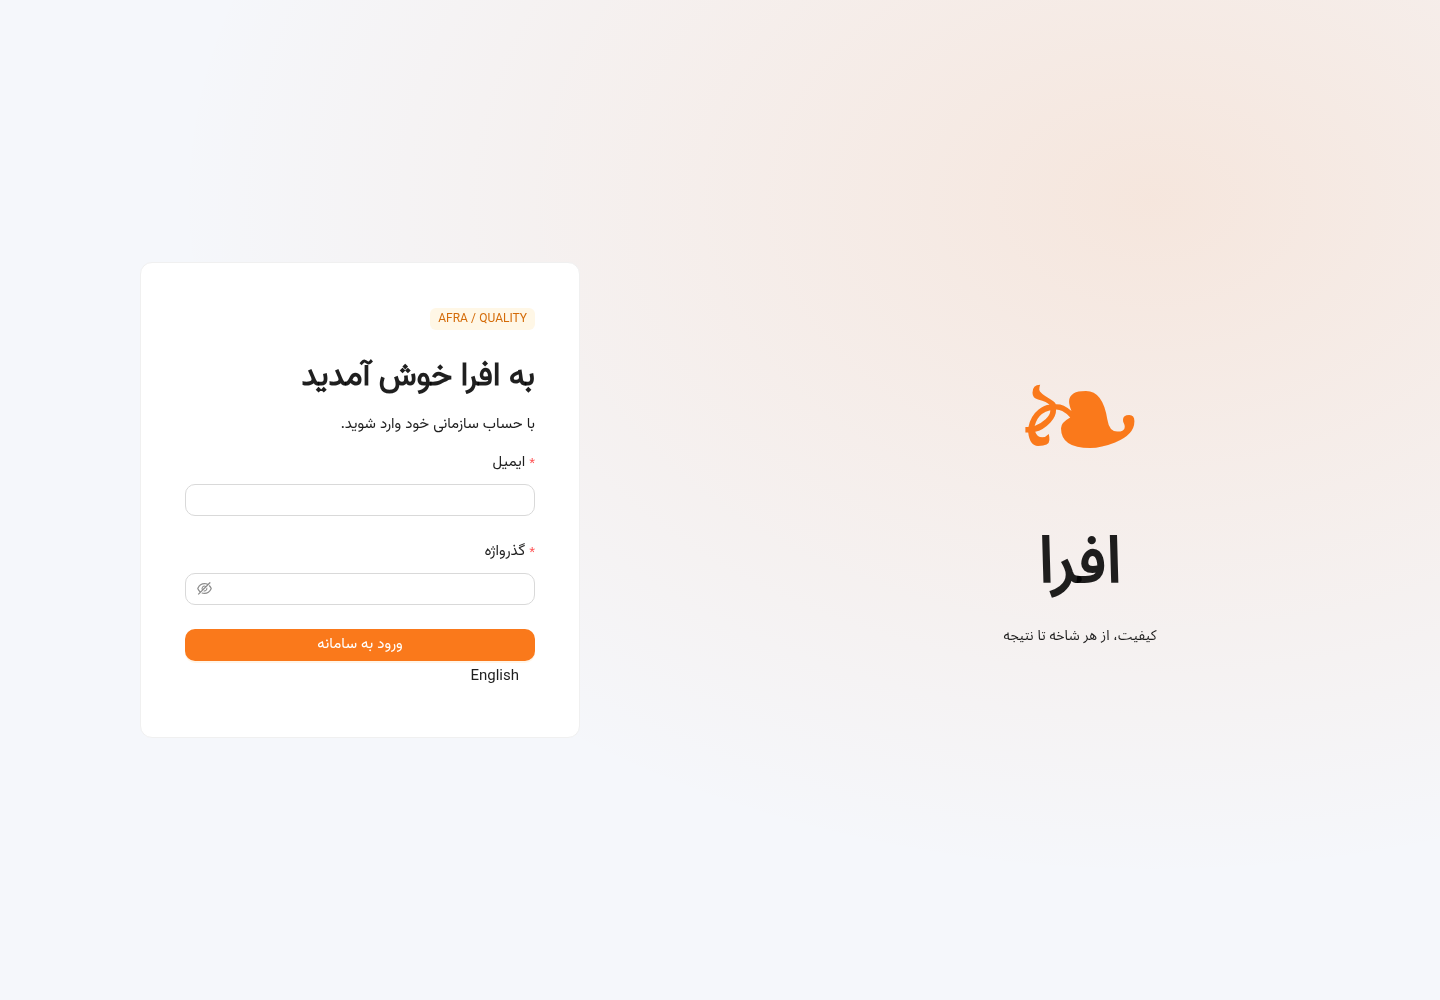 افرا
کیفیت، از هر شاخه تا نتیجه
AFRA / QUALITY
به افرا خوش آمدید
با حساب سازمانی خود وارد شوید.
* ایمیل
* گذرواژه
ورود به سامانه
English